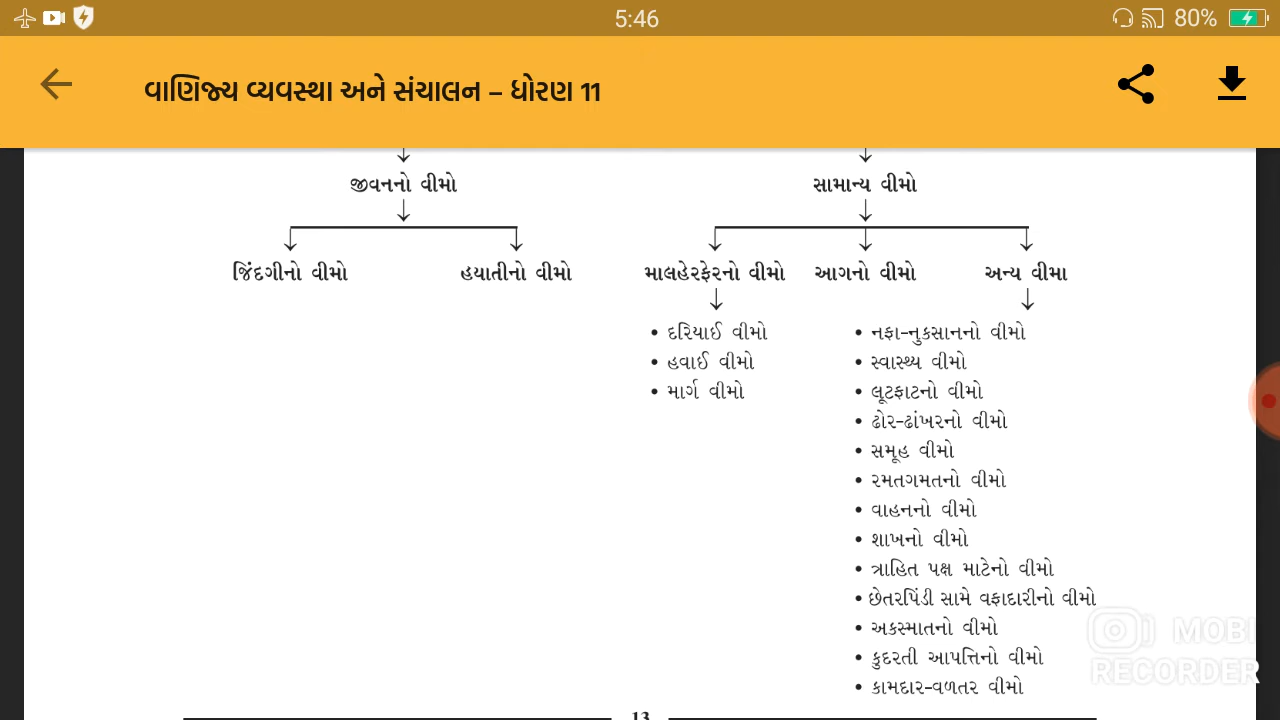 5:46
80%
વાણિજ્ય વ્યવસ્થા અને સંચાલન – ધોરણ 11
જીવનનો વીમો સામાન્ય વીમો
જિંદગીનો વીમો હયાતીનો વીમો માલહેરફેરનો વીમો આગનો વીમો અન્ય વીમા
• દરિયાઈ વીમો
• હવાઈ વીમો
• માર્ગ વીમો
• નફા-નુકસાનનો વીમો
• સ્વાસ્થ્ય વીમો
• લૂટફાટનો વીમો
• ઢોર-ઢાંખરનો વીમો
• સમૂહ વીમો
• રમતગમતનો વીમો
• વાહનનો વીમો
• શાખનો વીમો
• ત્રાહિત પક્ષ માટેનો વીમો
• છેતરપિંડી સામે વફાદારીનો વીમો
• અકસ્માતનો વીમો
• કુદરતી આપત્તિનો વીમો
• કામદાર-વળતર વીમો
13
MOBI
RECORDER